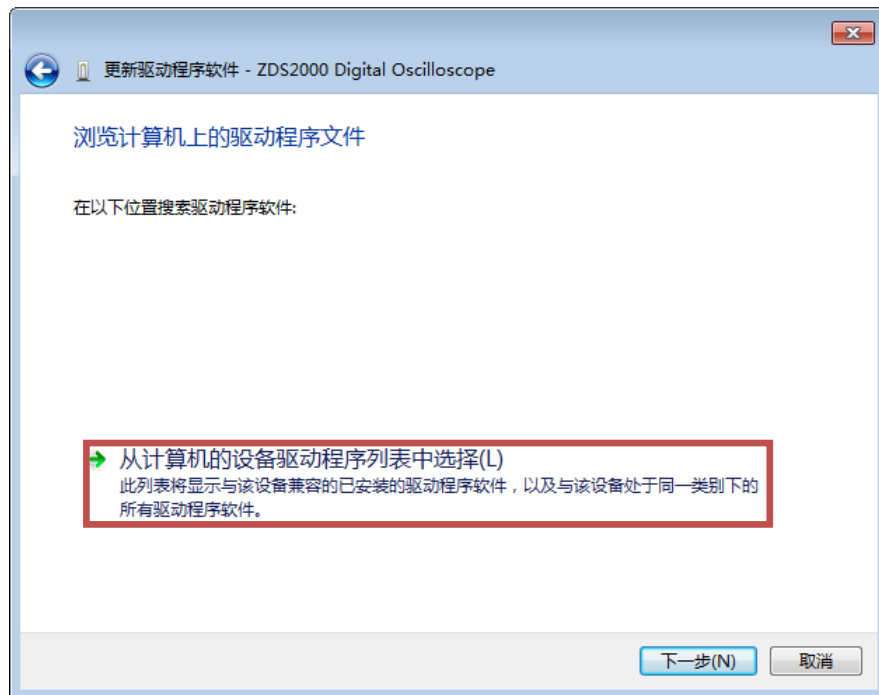 更新驱动程序软件 - ZDS2000 Digital Oscilloscope
浏览计算机上的驱动程序文件
在以下位置搜索驱动程序软件:
从计算机的设备驱动程序列表中选择(L)
此列表将显示与该设备兼容的已安装的驱动程序软件，以及与该设备处于同一类别下的
所有驱动程序软件。
下一步(N)
取消